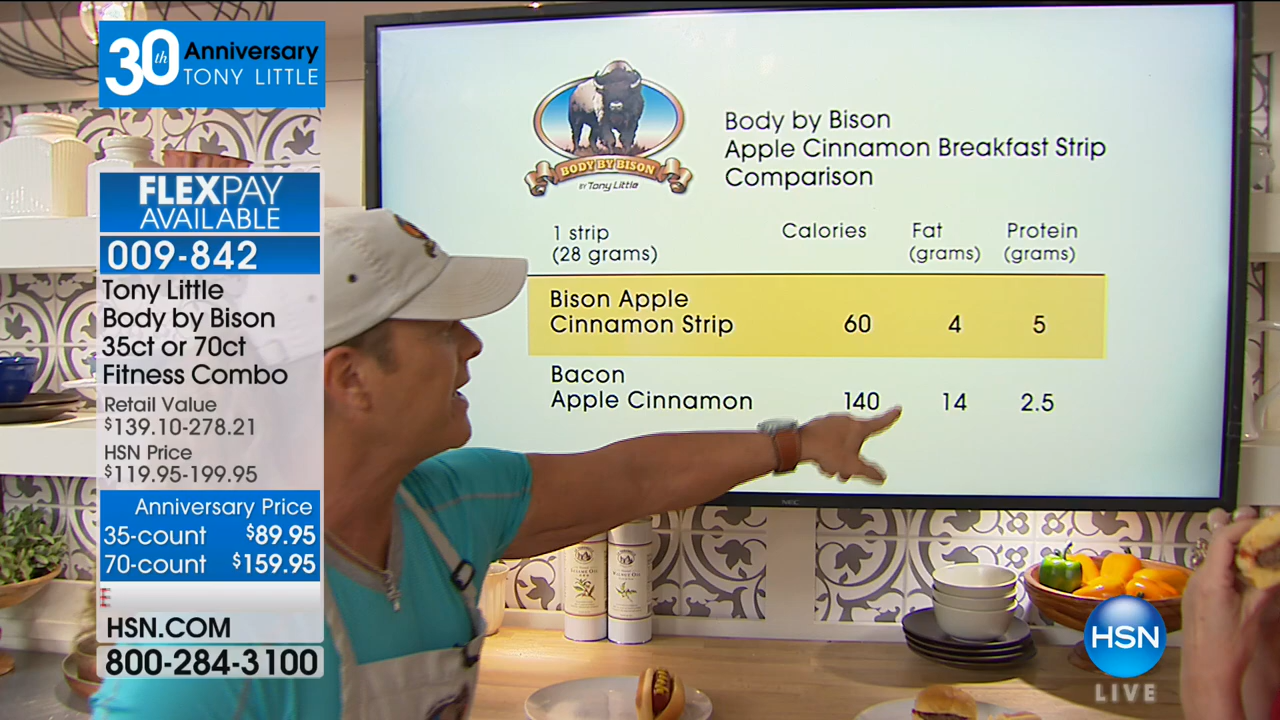 30th Anniversary
TONY LITTLE
FLEXPAY
AVAILABLE
009-842
Tony Little
Body by Bison
35ct or 70ct
Fitness Combo
Retail Value
$139.10-278.21
HSN Price
$119.95-199.95
Anniversary Price
35-count $89.95
70-count $159.95
E
HSN.COM
800-284-3100
BODY BY BISON
BY Tony Little
Body by Bison
Apple Cinnamon Breakfast Strip
Comparison
1 strip
(28 grams)
Calories
Fat
(grams)
Protein
(grams)
Bison Apple
Cinnamon Strip 60 4 5
Bacon
Apple Cinnamon 140 14 2.5
NEC
HSN
LIVE